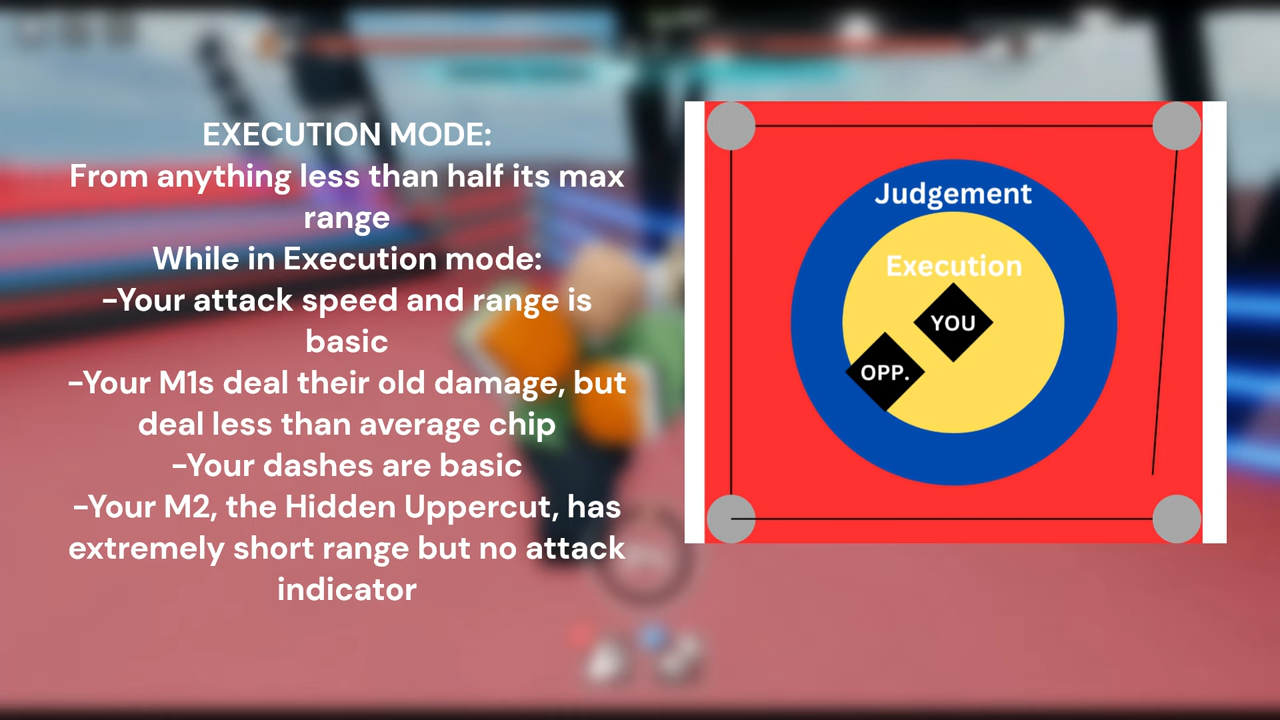 EXECUTION MODE:
From anything less than half its max
range
While in Execution mode:
-Your attack speed and range is
basic
-Your M1s deal their old damage, but
deal less than average chip
-Your dashes are basic
-Your M2, the Hidden Uppercut, has
extremely short range but no attack
indicator
Judgement
Execution
YOU
OPP.